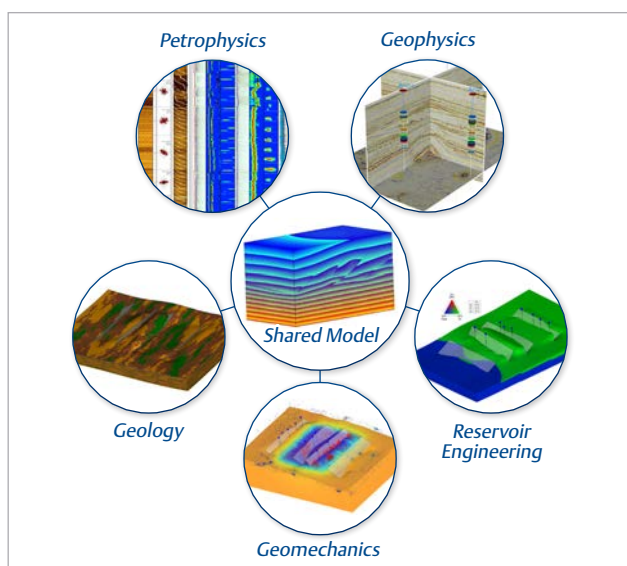 Petrophysics
Geophysics
Shared Model
Geology
Reservoir
Engineering
Geomechanics